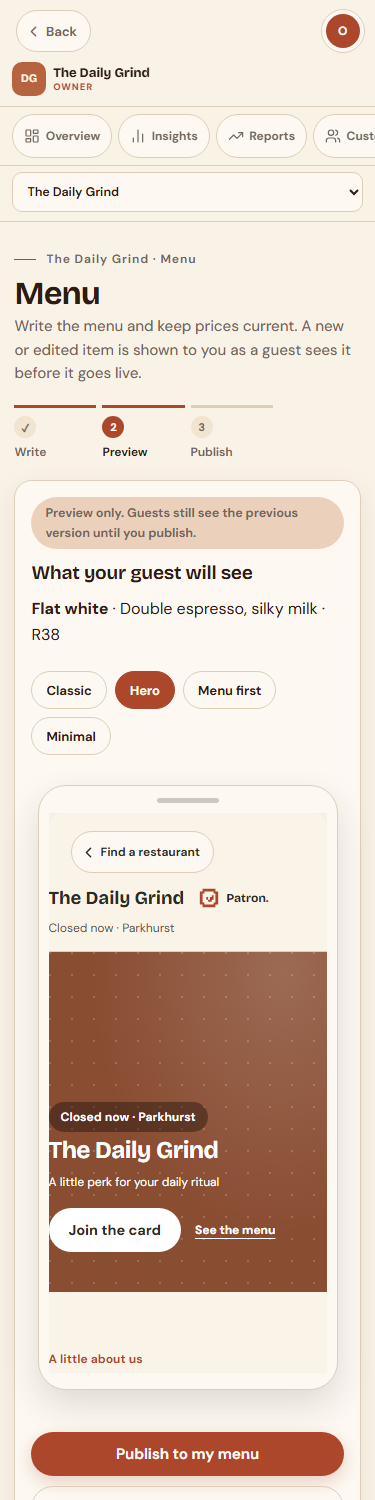 Back
O
DG
The Daily Grind
OWNER
Overview
Insights
Reports
Cust
The Daily Grind
The Daily Grind · Menu
Menu
Write the menu and keep prices current. A new
or edited item is shown to you as a guest sees it
before it goes live.
✓
2
3
Write
Preview
Publish
Preview only. Guests still see the previous
version until you publish.
What your guest will see
Flat white · Double espresso, silky milk ·
R38
Classic
Hero
Menu first
Minimal
Find a restaurant
The Daily Grind
Patron.
Closed now · Parkhurst
Closed now · Parkhurst
The Daily Grind
A little perk for your daily ritual
Join the card
See the menu
A little about us
Publish to my menu